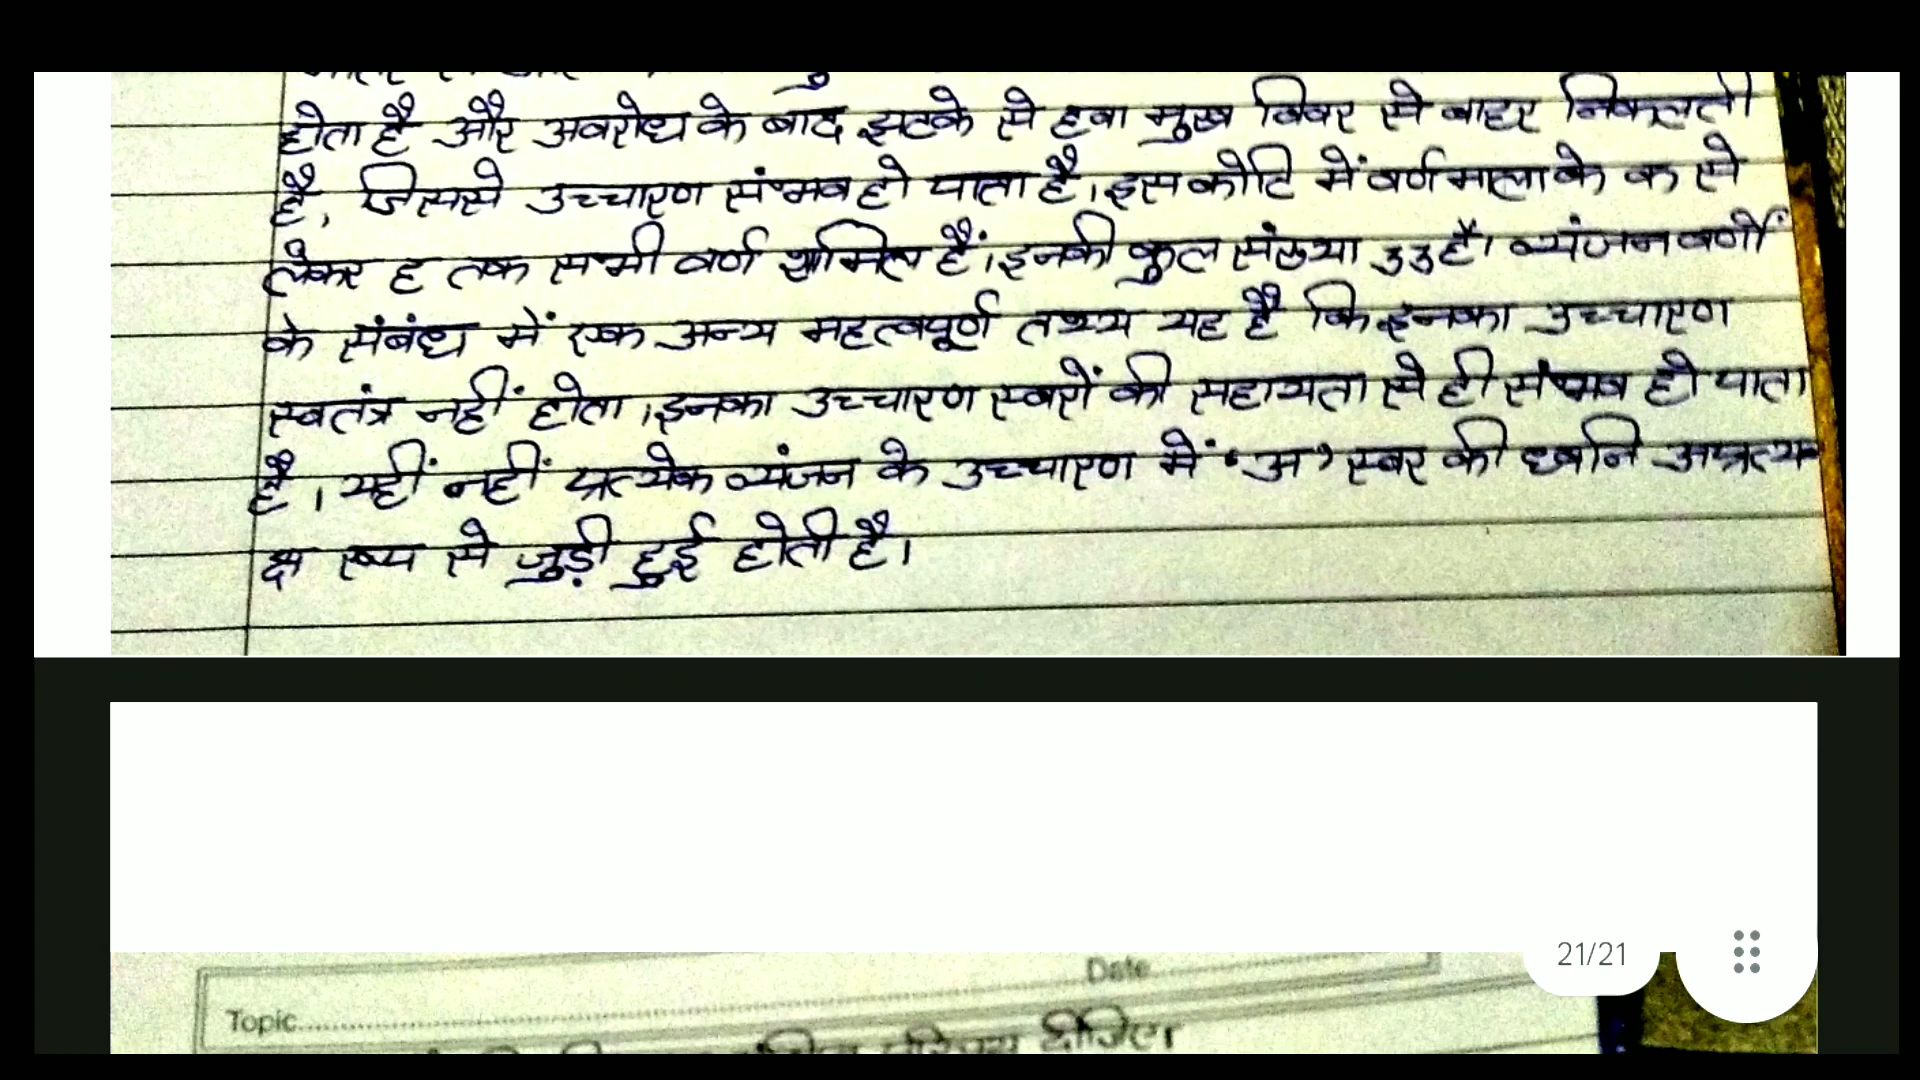 होता है और अवरोध के बाद झटके से हवा मुख विवर से बाहर निकलती
है, जिससे उच्चारण संभव हो पाता है। इस कोटि में वर्णमाला के क से
लेकर ह तक सभी वर्ण शामिल हैं। इनकी कुल संख्या 33 है। व्यंजन वर्णों
के संबंध में एक अन्य महत्वपूर्ण तथ्य यह है कि इनका उच्चारण
स्वतंत्र नहीं होता। इनका उच्चारण स्वरों की सहायता से ही संभव हो पाता
है। यहीं नहीं प्रत्येक व्यंजन के उच्चारण में 'अ' स्वर की ध्वनि अप्रत्य-
क्ष रूप से जुड़ी हुई होती है।
21/21
Date
Topic
दीजिए।